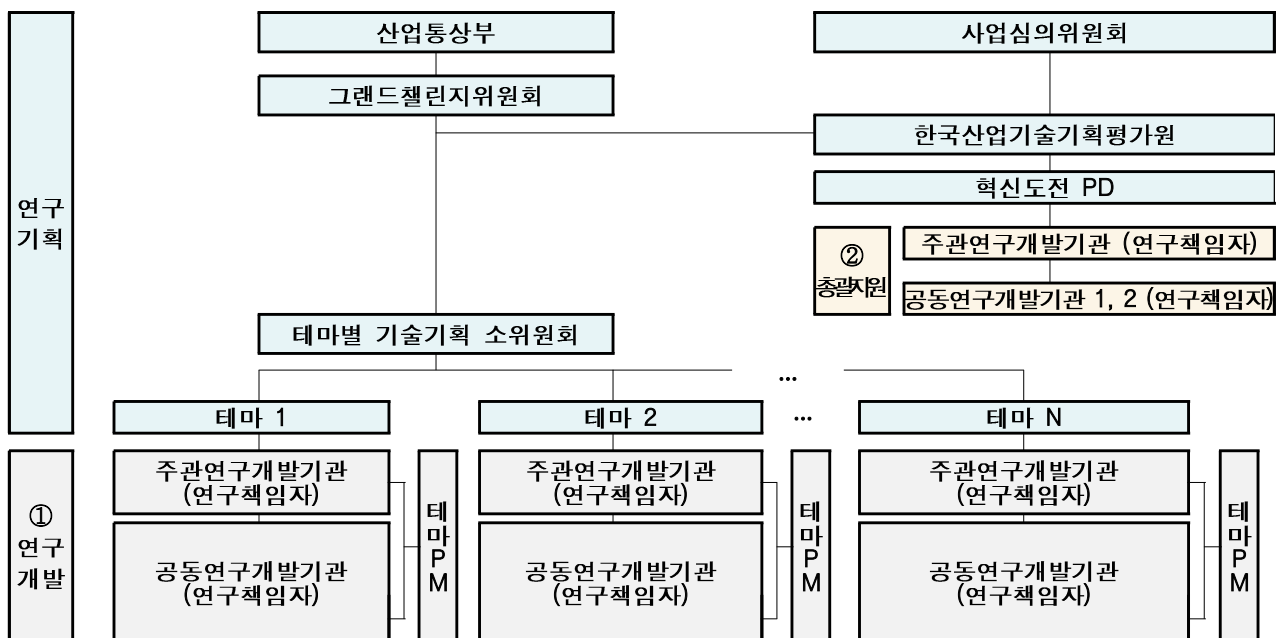 산업통상부
사업심의위원회
그랜드챌린지위원회
한국산업기술기획평가원
혁신도전 PD
연구
기획
②
총괄지원
주관연구개발기관 (연구책임자)
공동연구개발기관 1, 2 (연구책임자)
테마별 기술기획 소위원회
...
테마 1
테마 2
...
테마 N
①
연구
개발
주관연구개발기관
(연구책임자)
공동연구개발기관
(연구책임자)
테
마
P
M
주관연구개발기관
(연구책임자)
공동연구개발기관
(연구책임자)
테
마
P
M
주관연구개발기관
(연구책임자)
공동연구개발기관
(연구책임자)
테
마
P
M